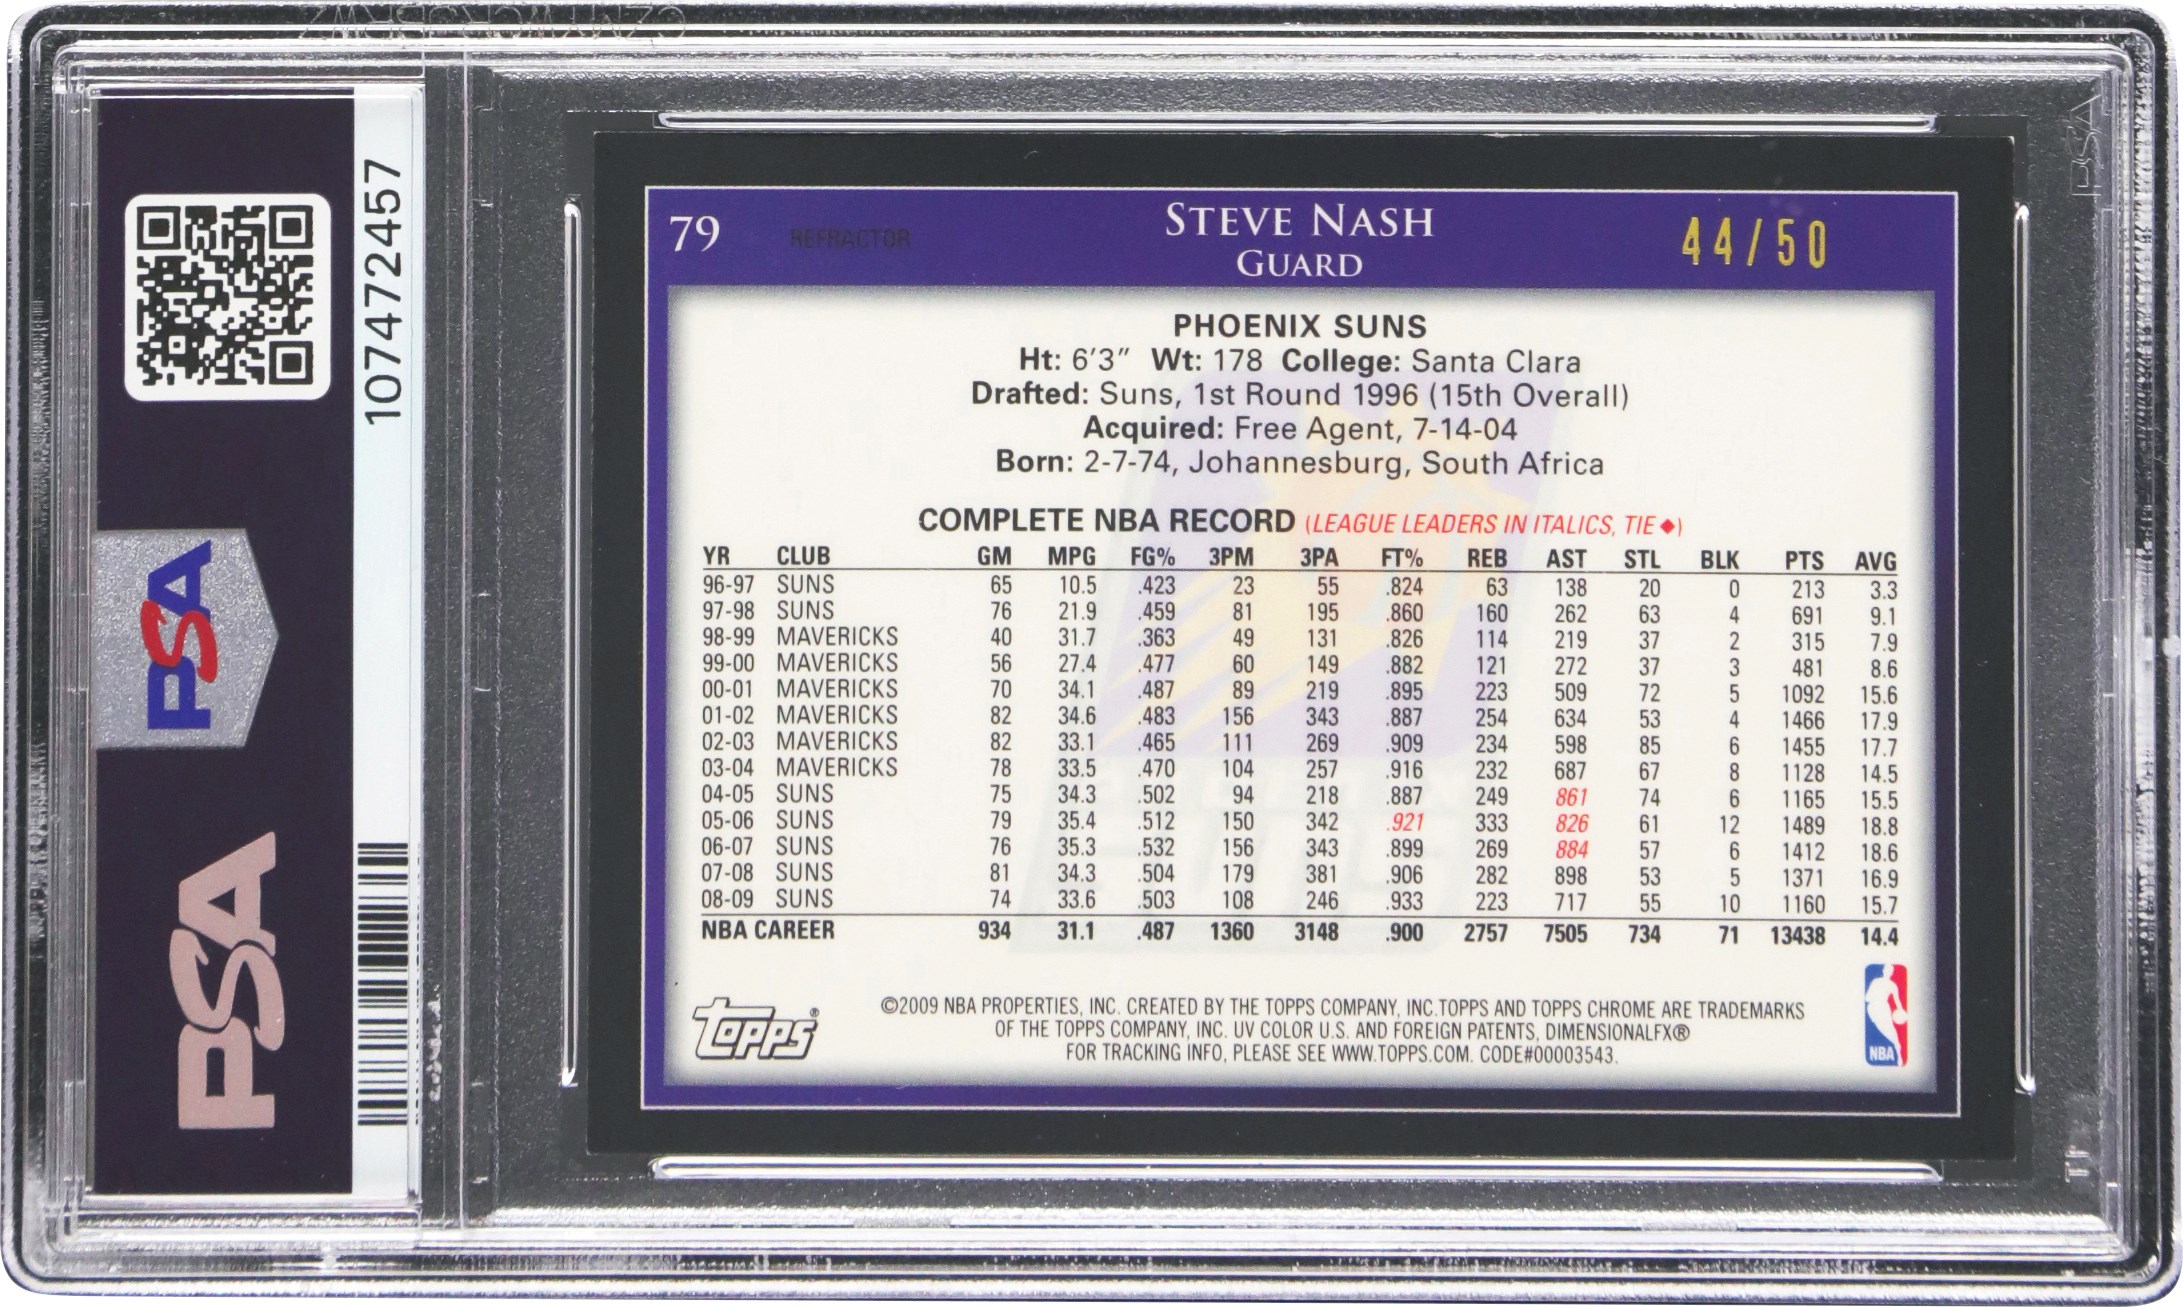 107472457
PSA
PSA
79 REFRACTOR STEVE NASH 44/50
GUARD
PHOENIX SUNS
Ht: 6'3" Wt: 178 College: Santa Clara
Drafted: Suns, 1st Round 1996 (15th Overall)
Acquired: Free Agent, 7-14-04
Born: 2-7-74, Johannesburg, South Africa
COMPLETE NBA RECORD (LEAGUE LEADERS IN ITALICS, TIE ◆)
YR CLUB GM MPG FG% 3PM 3PA FT% REB AST STL BLK PTS AVG
96-97 SUNS 65 10.5 .423 23 55 .824 63 138 20 0 213 3.3
97-98 SUNS 76 21.9 .459 81 195 .860 160 262 63 4 691 9.1
98-99 MAVERICKS 40 31.7 .363 49 131 .826 114 219 37 2 315 7.9
99-00 MAVERICKS 56 27.4 .477 60 149 .882 121 272 37 3 481 8.6
00-01 MAVERICKS 70 34.1 .487 89 219 .895 223 509 72 5 1092 15.6
01-02 MAVERICKS 82 34.6 .483 156 343 .887 254 634 53 4 1466 17.9
02-03 MAVERICKS 82 33.1 .465 111 269 .909 234 598 85 6 1455 17.7
03-04 MAVERICKS 78 33.5 .470 104 257 .916 232 687 67 8 1128 14.5
04-05 SUNS 75 34.3 .502 94 218 .887 249 861 74 6 1165 15.5
05-06 SUNS 79 35.4 .512 150 342 .921 333 826 61 12 1489 18.8
06-07 SUNS 76 35.3 .532 156 343 .899 269 884 57 6 1412 18.6
07-08 SUNS 81 34.3 .504 179 381 .906 282 898 53 5 1371 16.9
08-09 SUNS 74 33.6 .503 108 246 .933 223 717 55 10 1160 15.7
NBA CAREER 934 31.1 .487 1360 3148 .900 2757 7505 734 71 13438 14.4
Topps®
©2009 NBA PROPERTIES, INC. CREATED BY THE TOPPS COMPANY, INC.TOPPS AND TOPPS CHROME ARE TRADEMARKS
OF THE TOPPS COMPANY, INC. UV COLOR U.S. AND FOREIGN PATENTS, DIMENSIONALFX®
FOR TRACKING INFO, PLEASE SEE WWW.TOPPS.COM. CODE#00003543.
NBA
PSA